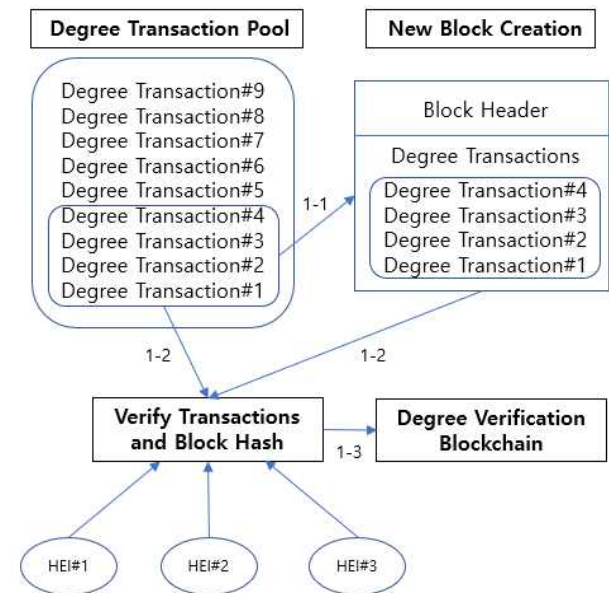 Degree Transaction Pool
New Block Creation
Degree Transaction#9
Degree Transaction#8
Degree Transaction#7
Degree Transaction#6
Degree Transaction#5
Degree Transaction#4
Degree Transaction#3
Degree Transaction#2
Degree Transaction#1
1-1
Block Header
Degree Transactions
Degree Transaction#4
Degree Transaction#3
Degree Transaction#2
Degree Transaction#1
1-2
1-2
Verify Transactions
and Block Hash
1-3
Degree Verification
Blockchain
HEI#1
HEI#2
HEI#3